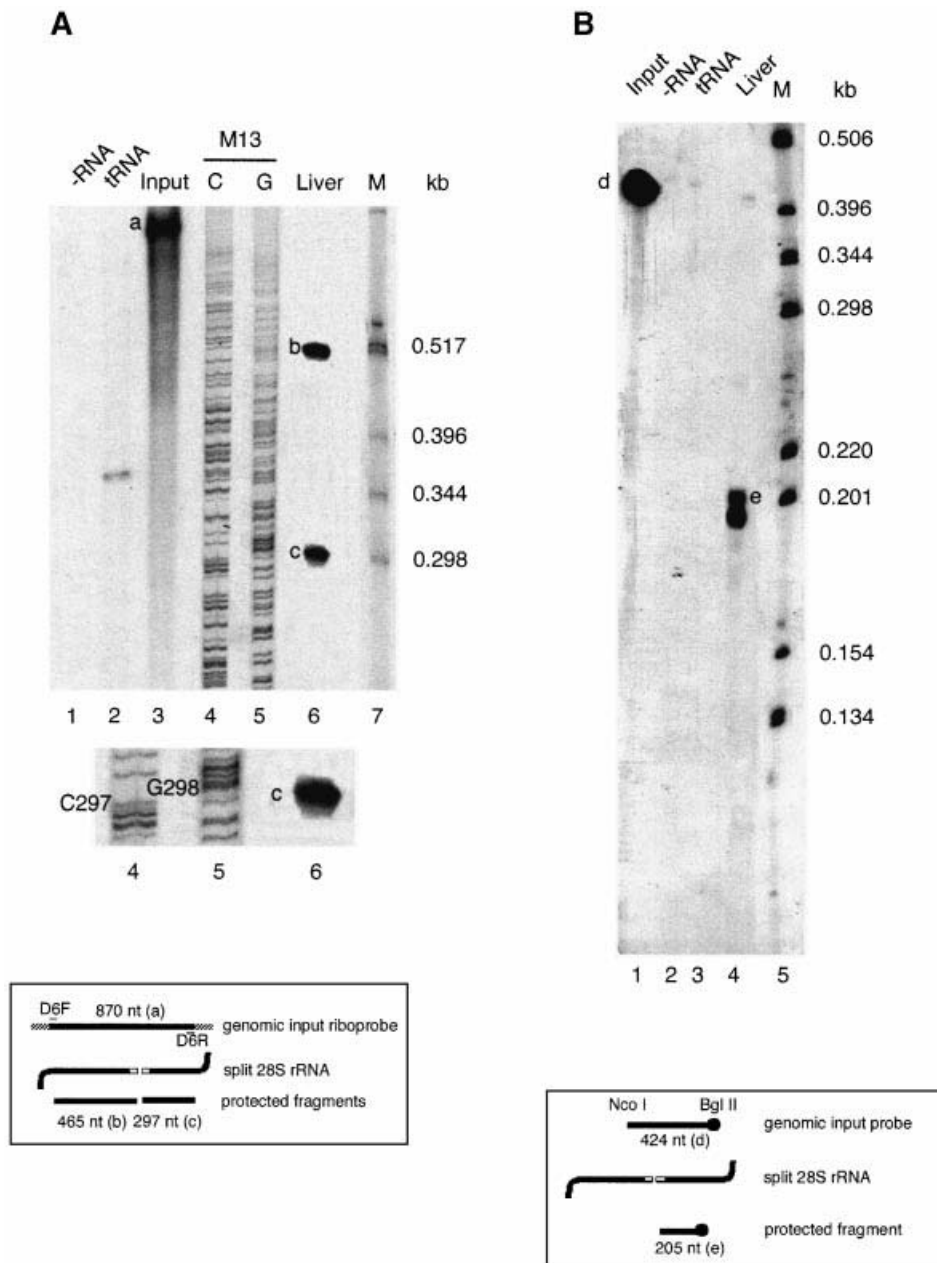 A
-RNA tRNA Input M13 C G Liver M kb
a
b 0.517
0.396
0.344
c 0.298
1 2 3 4 5 6 7
C297 G298 c
4 5 6
D6F 870 nt (a) genomic input riboprobe
D6R
split 28S rRNA
protected fragments
465 nt (b) 297 nt (c)
B
Input -RNA tRNA Liver M kb
0.506
d
0.396
0.344
0.298
0.220
e 0.201
0.154
0.134
1 2 3 4 5
Nco I Bgl II
genomic input probe
424 nt (d)
split 28S rRNA
protected fragment
205 nt (e)